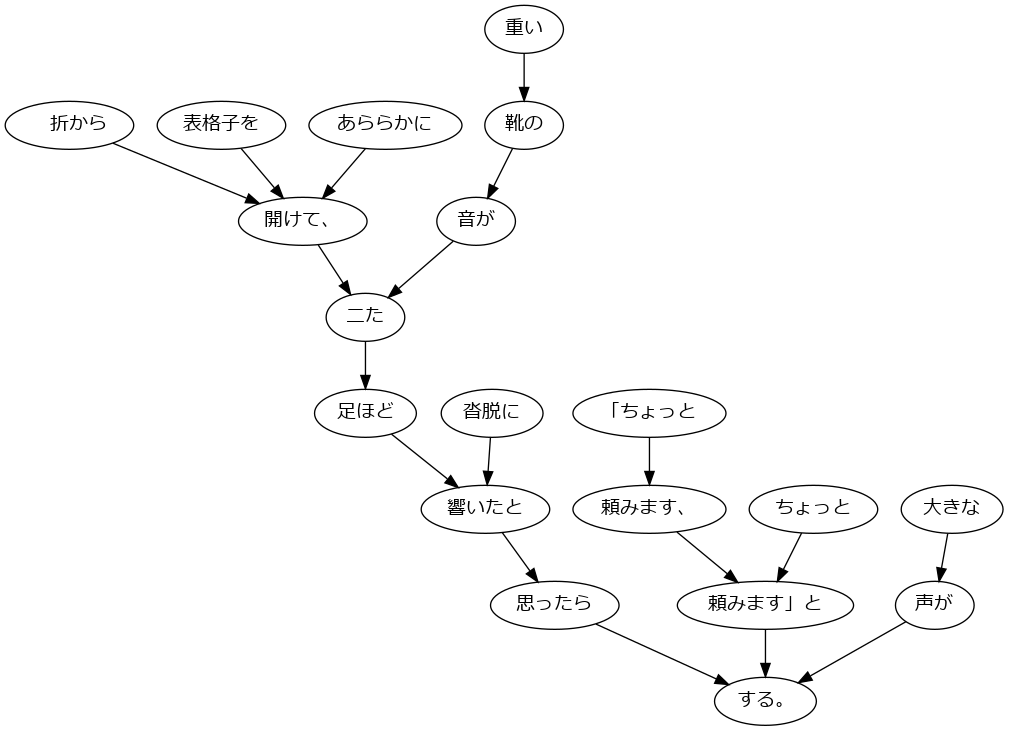 重い
折から
表格子を
あららかに
靴の
開けて、
音が
二た
足ほど
沓脱に
「ちょっと
響いたと
頼みます、
ちょっと
大きな
思ったら
頼みます」と
声が
する。